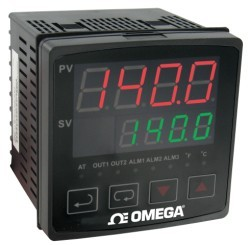 PV
140.0
SV
140.0
AT OUT1 OUT2 ALM1 ALM2 ALM3 °F °C
OMEGA®